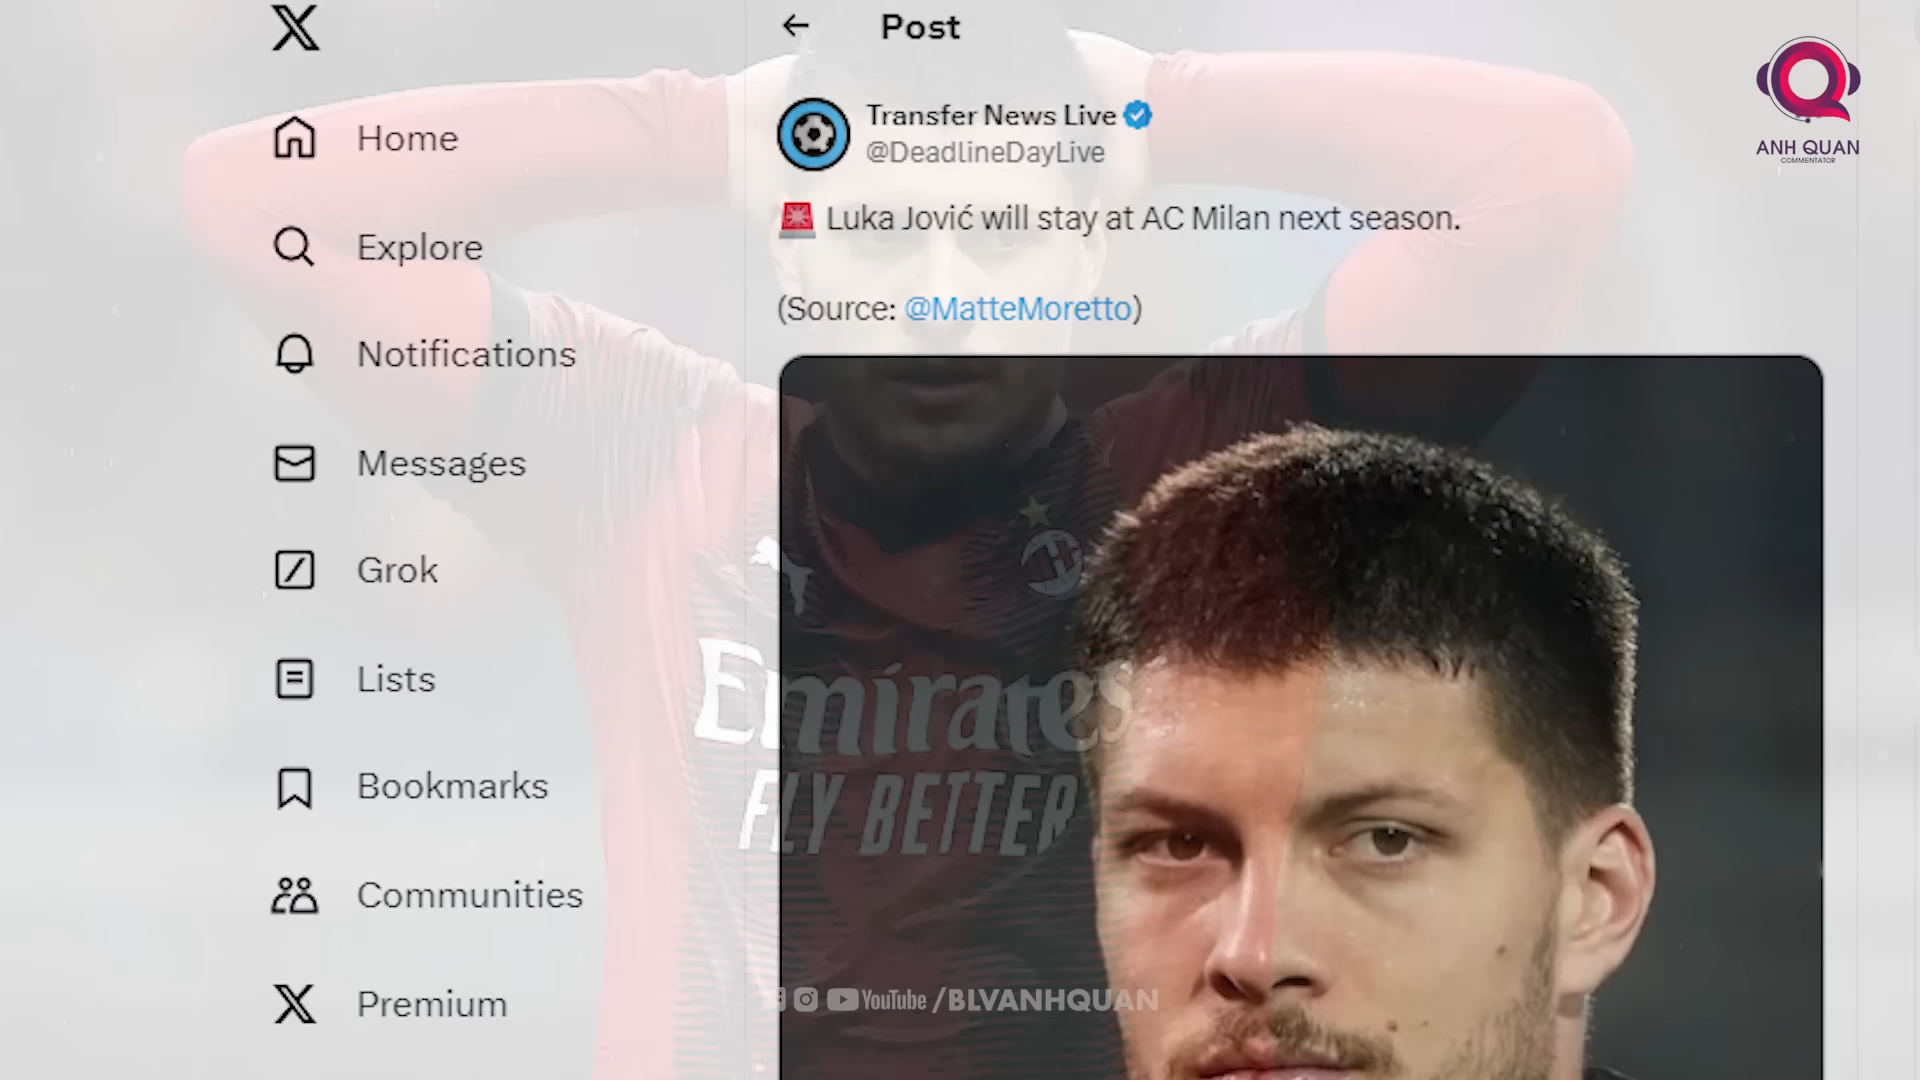 Post
Home
Explore
Notifications
Messages
Grok
Lists
Bookmarks
Communities
Premium
Transfer News Live
@DeadlineDayLive
Luka Jović will stay at AC Milan next season.
(Source: @MatteMoretto)
Emirates
FLY BETTER
ANH QUAN
COMMENTATOR
YouTube /BLVANHQUAN